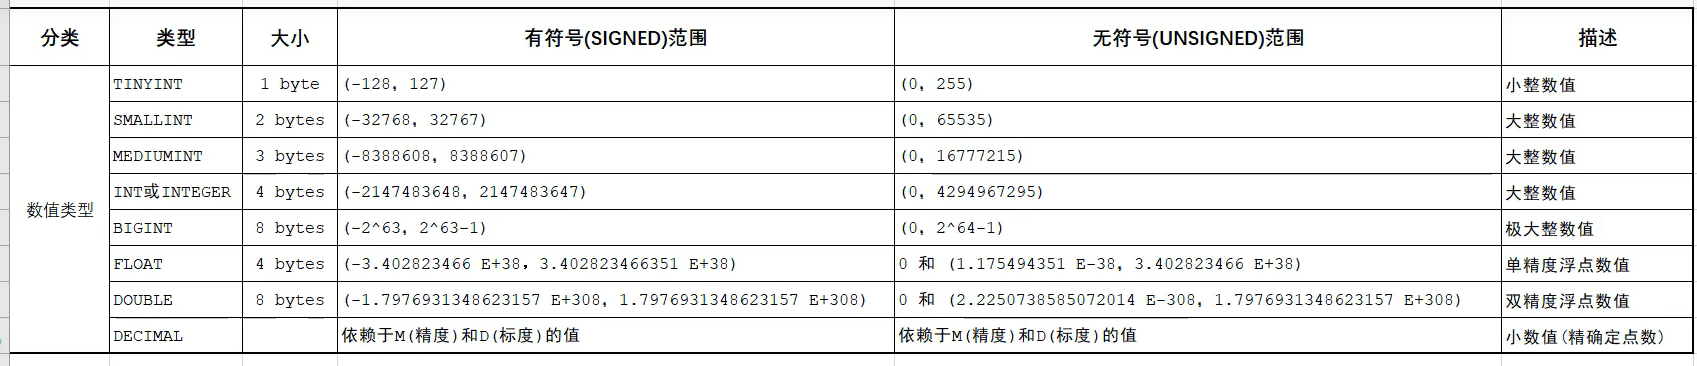 分类 类型 大小 有符号(SIGNED)范围 无符号(UNSIGNED)范围 描述
TINYINT 1 byte (-128, 127) (0, 255) 小整数值
SMALLINT 2 bytes (-32768, 32767) (0, 65535) 大整数值
MEDIUMINT 3 bytes (-8388608, 8388607) (0, 16777215) 大整数值
INT或INTEGER 4 bytes (-2147483648, 2147483647) (0, 4294967295) 大整数值
数值类型
BIGINT 8 bytes (-2^63, 2^63-1) (0, 2^64-1) 极大整数值
FLOAT 4 bytes (-3.402823466 E+38, 3.402823466351 E+38) 0 和 (1.175494351 E-38, 3.402823466 E+38) 单精度浮点数值
DOUBLE 8 bytes (-1.7976931348623157 E+308, 1.7976931348623157 E+308) 0 和 (2.2250738585072014 E-308, 1.7976931348623157 E+308) 双精度浮点数值
DECIMAL 依赖于M(精度)和D(标度)的值 依赖于M(精度)和D(标度)的值 小数值(精确定点数)